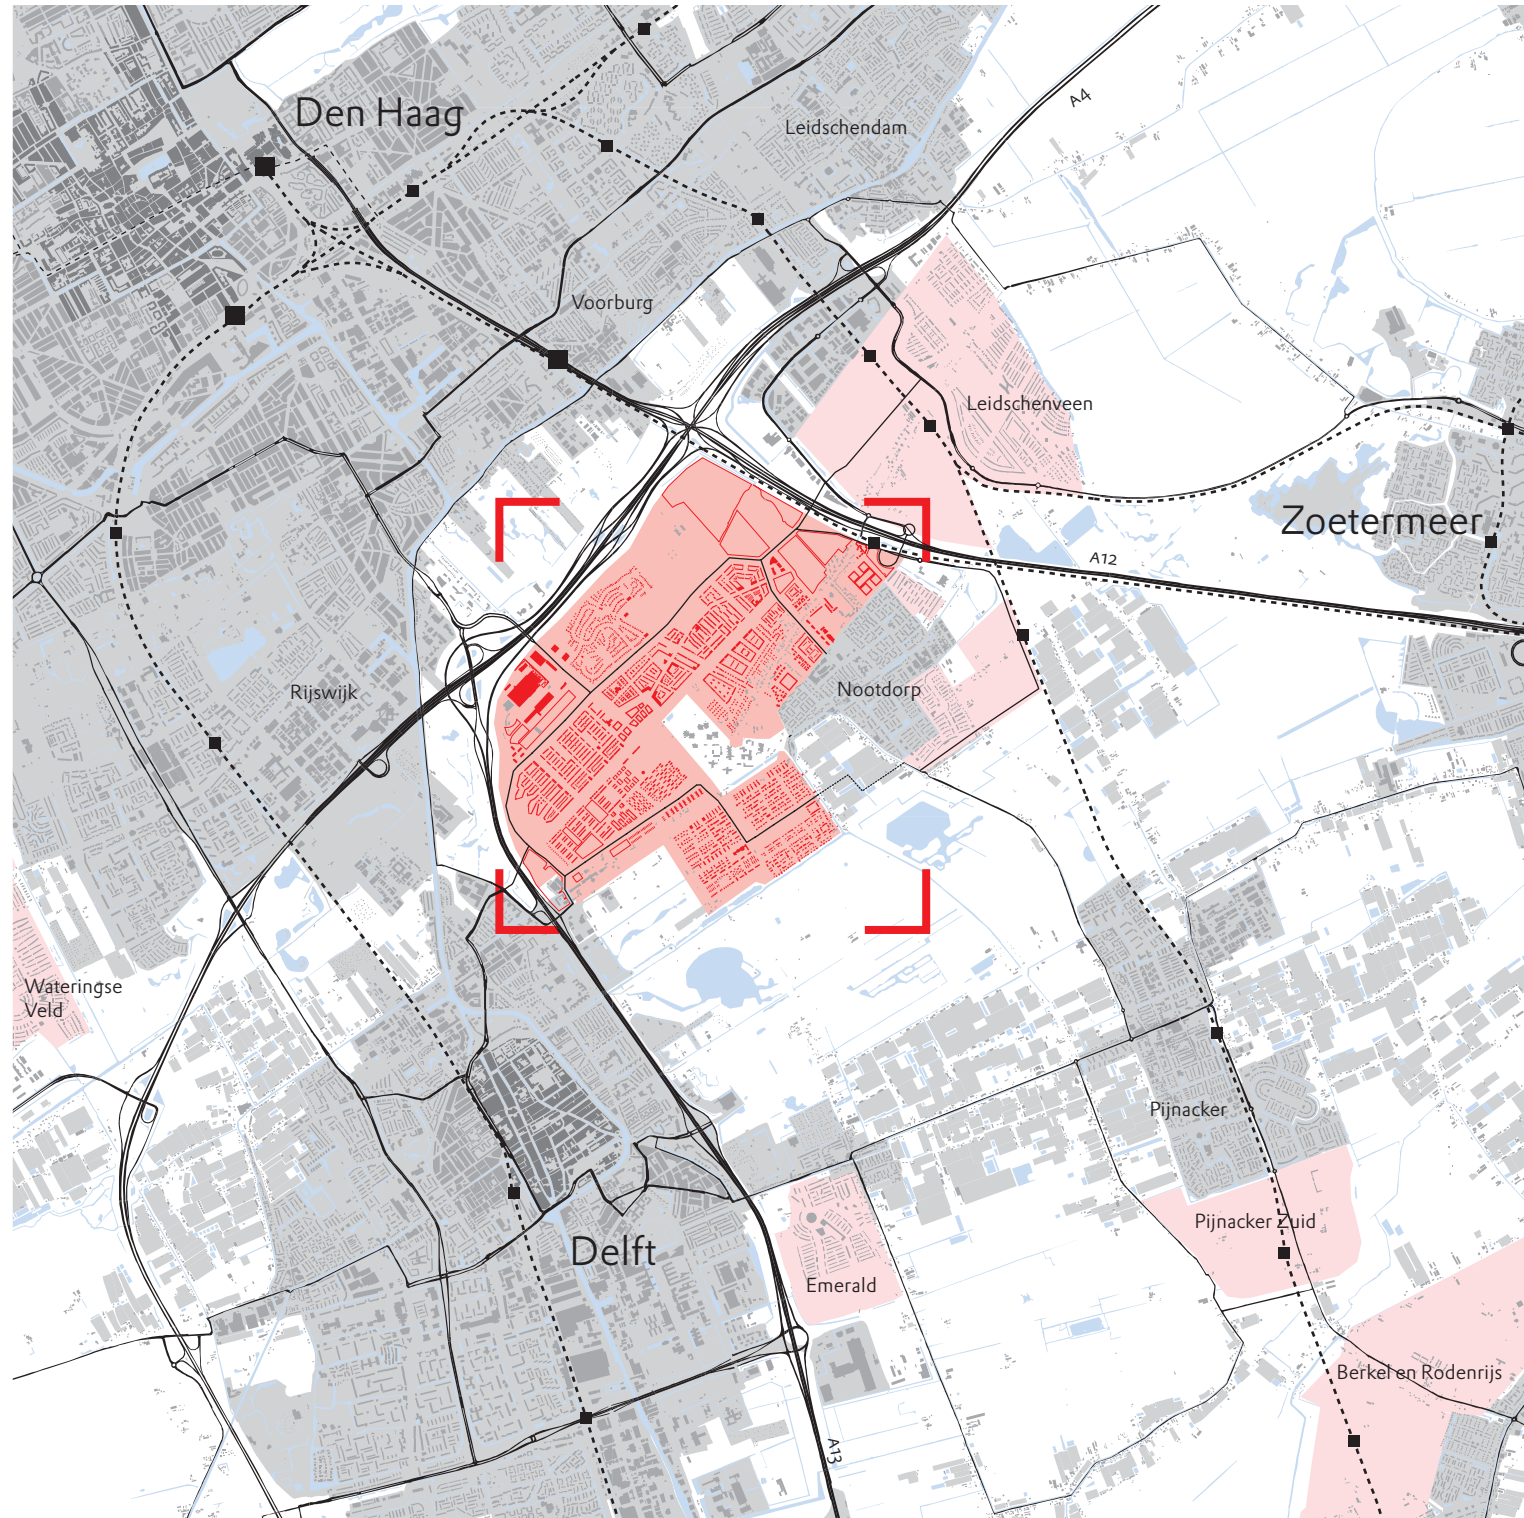 A4
Den Haag
Leidschendam
Voorburg
Leidschenveen
Zoetermeer
A12
Rijswijk
Nootdorp
Wateringse
Veld
Pijnacker
Pijnacker Zuid
Delft
Emerald
Berkel en Rodenrijs
A13